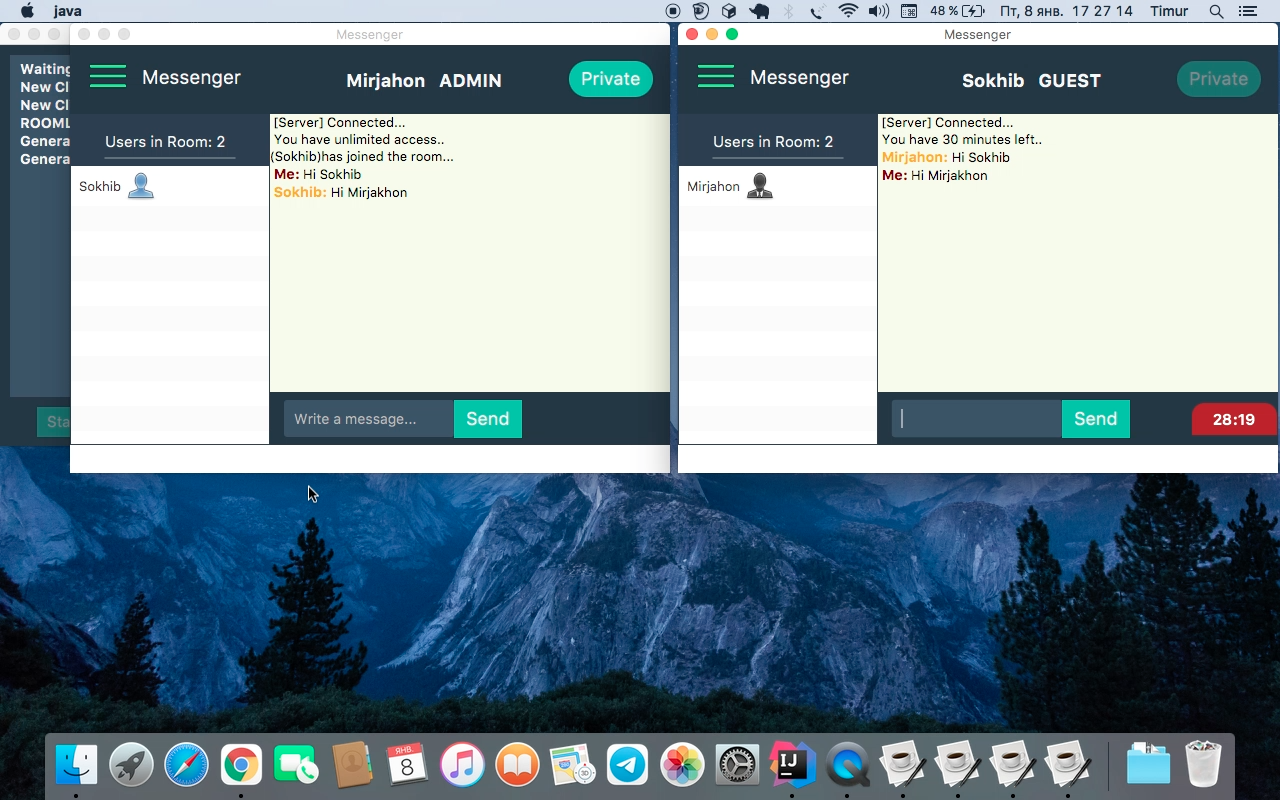 java
48 %
Пт, 8 янв. 17 27 14
Timur
Waiting
New Cl
New Cl
ROOML
Genera
Genera
Sta
Messenger
Messenger
Mirjahon ADMIN
Private
Users in Room: 2
Sokhib
[Server] Connected...
You have unlimited access..
(Sokhib)has joined the room...
Me: Hi Sokhib
Sokhib: Hi Mirjakhon
Write a message...
Send
Messenger
Messenger
Sokhib GUEST
Private
Users in Room: 2
Mirjahon
[Server] Connected...
You have 30 minutes left..
Mirjahon: Hi Sokhib
Me: Hi Mirjakhon
Send
28:19
ЯНВ.
8
3D
IJ